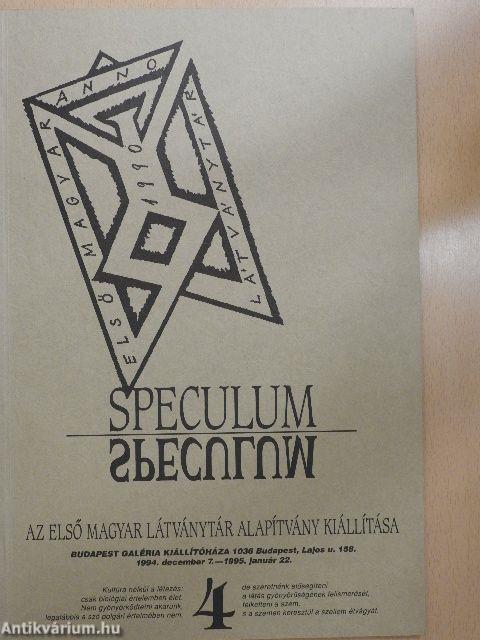 ELSŐ MAGYAR
ANNO
1990
LÁTVÁNYTÁR
SPECULUM
SPECULUM
AZ ELSŐ MAGYAR LÁTVÁNYTÁR ALAPÍTVÁNY KIÁLLÍTÁSA
BUDAPEST GALÉRIA KIÁLLÍTÓHÁZA 1036 Budapest, Lajos u. 158.
1994. december 7.—1995. január 22.
Kultúra nélkül a létezés:
csak biológiai értelemben élet.
Nem gyönyörködtetni akarunk,
legalábbis a szó polgári értelmében nem,
4
de szeretnénk elősegíteni
a látás gyönyörűségének felismerését,
felkelteni a szem,
s a szemen keresztül a szellem étvágyát.
Antikvárium.hu